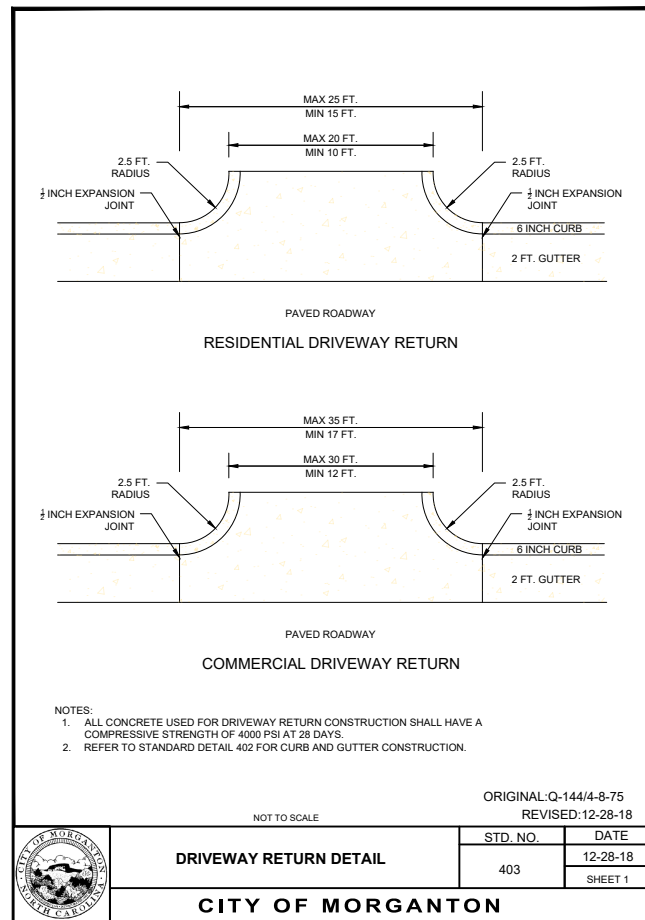 MAX 25 FT.
MIN 15 FT.
MAX 20 FT.
MIN 10 FT.
2.5 FT.
RADIUS
2.5 FT.
RADIUS
½ INCH EXPANSION
JOINT
½ INCH EXPANSION
JOINT
6 INCH CURB
2 FT. GUTTER
PAVED ROADWAY
RESIDENTIAL DRIVEWAY RETURN
MAX 35 FT.
MIN 17 FT.
MAX 30 FT.
MIN 12 FT.
2.5 FT.
RADIUS
2.5 FT.
RADIUS
½ INCH EXPANSION
JOINT
½ INCH EXPANSION
JOINT
6 INCH CURB
2 FT. GUTTER
PAVED ROADWAY
COMMERCIAL DRIVEWAY RETURN
NOTES:
1. ALL CONCRETE USED FOR DRIVEWAY RETURN CONSTRUCTION SHALL HAVE A
COMPRESSIVE STRENGTH OF 4000 PSI AT 28 DAYS.
2. REFER TO STANDARD DETAIL 402 FOR CURB AND GUTTER CONSTRUCTION.
ORIGINAL:Q-144/4-8-75
NOT TO SCALE
REVISED:12-28-18
CITY OF MORGANTON
NORTH CAROLINA
DRIVEWAY RETURN DETAIL
STD. NO.
403
DATE
12-28-18
SHEET 1
CITY OF MORGANTON